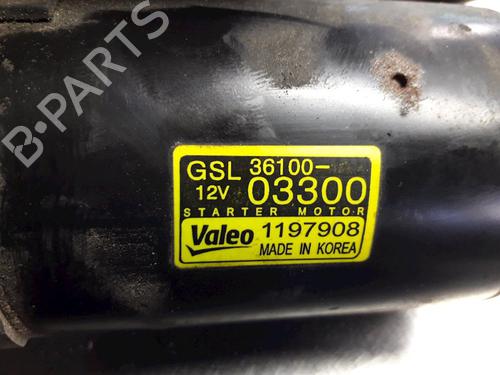 B-PARTS
GSL 36100-
12V 03300
STARTER MOTOR
Valeo 1197908
MADE IN KOREA